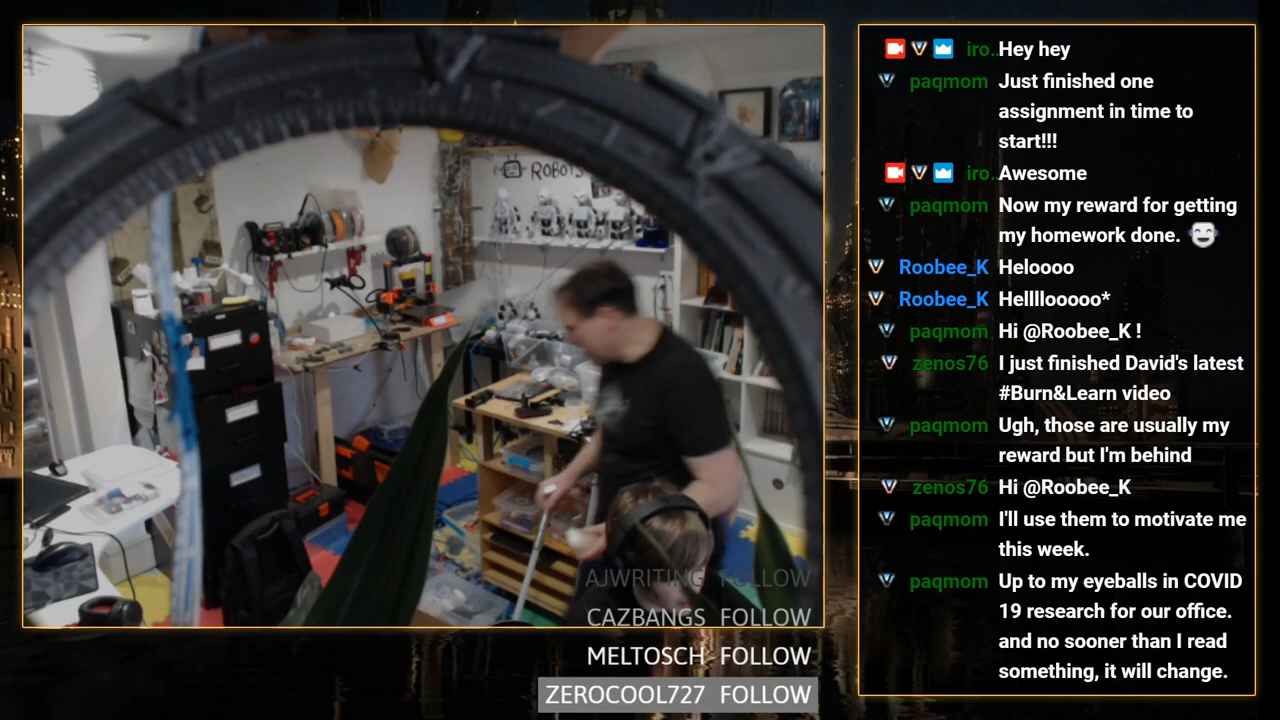 ROBOTS
AJWRITING FOLLOW
CAZBANGS FOLLOW
MELTOSCH FOLLOW
ZEROCOOL727 FOLLOW
iro.. Hey hey
paqmom Just finished one
assignment in time to
start!!!
iro.. Awesome
paqmom Now my reward for getting
my homework done.
Roobee_K Heloooo
Roobee_K Hellllooooo*
paqmom Hi @Roobee_K !
zenos76 I just finished David's latest
#Burn&Learn video
paqmom Ugh, those are usually my
reward but I'm behind
zenos76 Hi @Roobee_K
paqmom I'll use them to motivate me
this week.
paqmom Up to my eyeballs in COVID
19 research for our office.
and no sooner than I read
something, it will change.